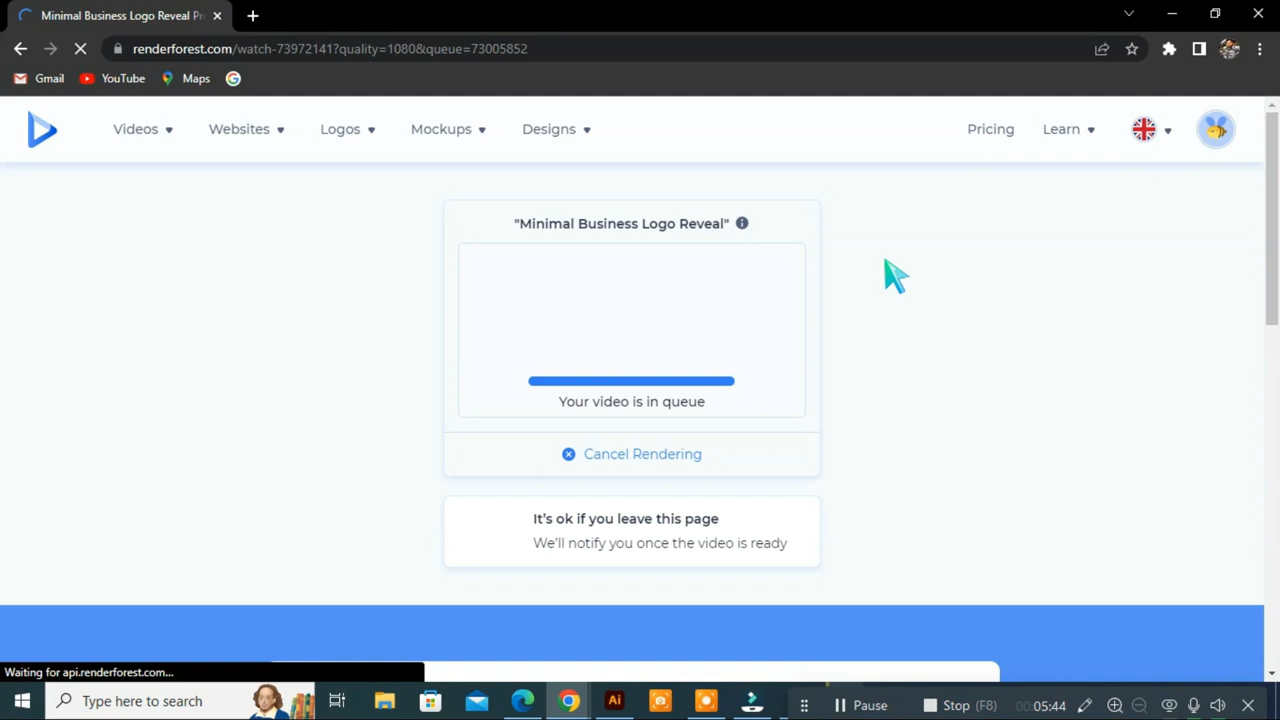 Minimal Business Logo Reveal Pr
renderforest.com/watch-73972141?quality=1080&queue=73005852
Gmail YouTube Maps
Videos Websites Logos Mockups Designs Pricing Learn
"Minimal Business Logo Reveal"
Your video is in queue
Cancel Rendering
It's ok if you leave this page
We'll notify you once the video is ready
Waiting for api.renderforest.com...
Type here to search Ai Pause Stop (F8) 00:05:44